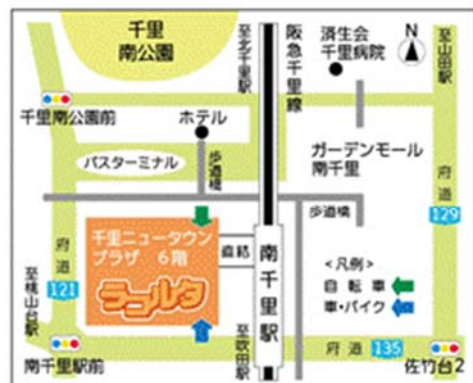 千里
南公園
至北千里駅
阪急千里線
済生会
千里病院
N
至山田駅
千里南公園前
ホテル
バスターミナル
歩道橋
ガーデンモール
南千里
歩道橋
府道
129
千里ニュータウン
プラザ 6階
ラコルタ
直結
南千里駅
<凡例>
自転車
車・バイク
府道
121
至桃山台駅
南千里駅前
至吹田駅
府道
135
佐竹台2